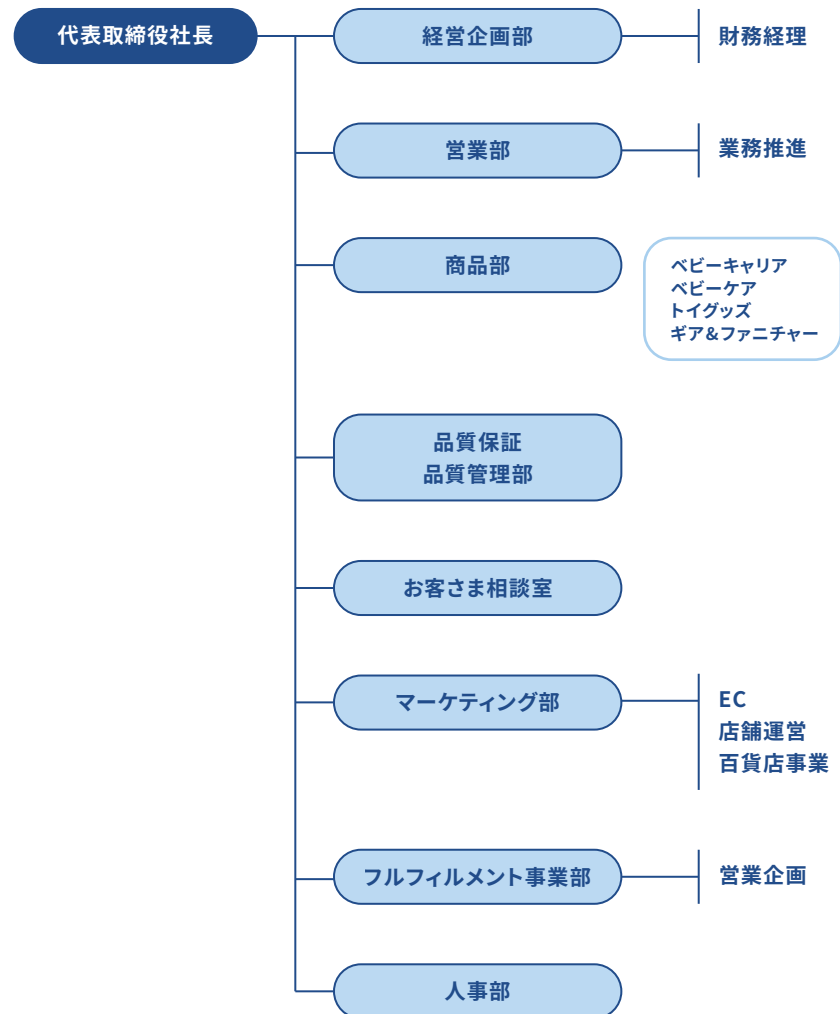 代表取締役社長
経営企画部
財務経理
営業部
業務推進
商品部
ベビーキャリア
ベビーケア
トイグッズ
ギア&ファニチャー
品質保証
品質管理部
お客さま相談室
マーケティング部
EC
店舗運営
百貨店事業
フルフィルメント事業部
営業企画
人事部